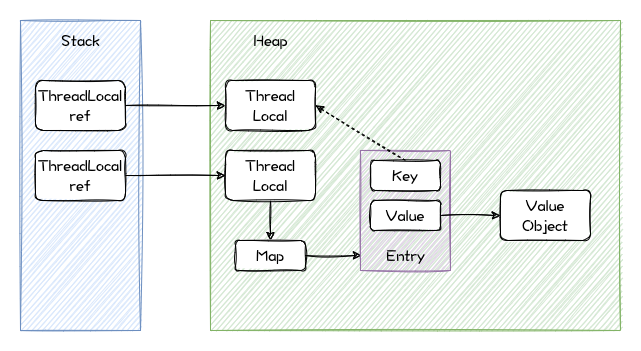 Stack
Heap
ThreadLocal
ref
Thread
Local
ThreadLocal
ref
Thread
Local
Key
Value
Entry
Value
Object
Map